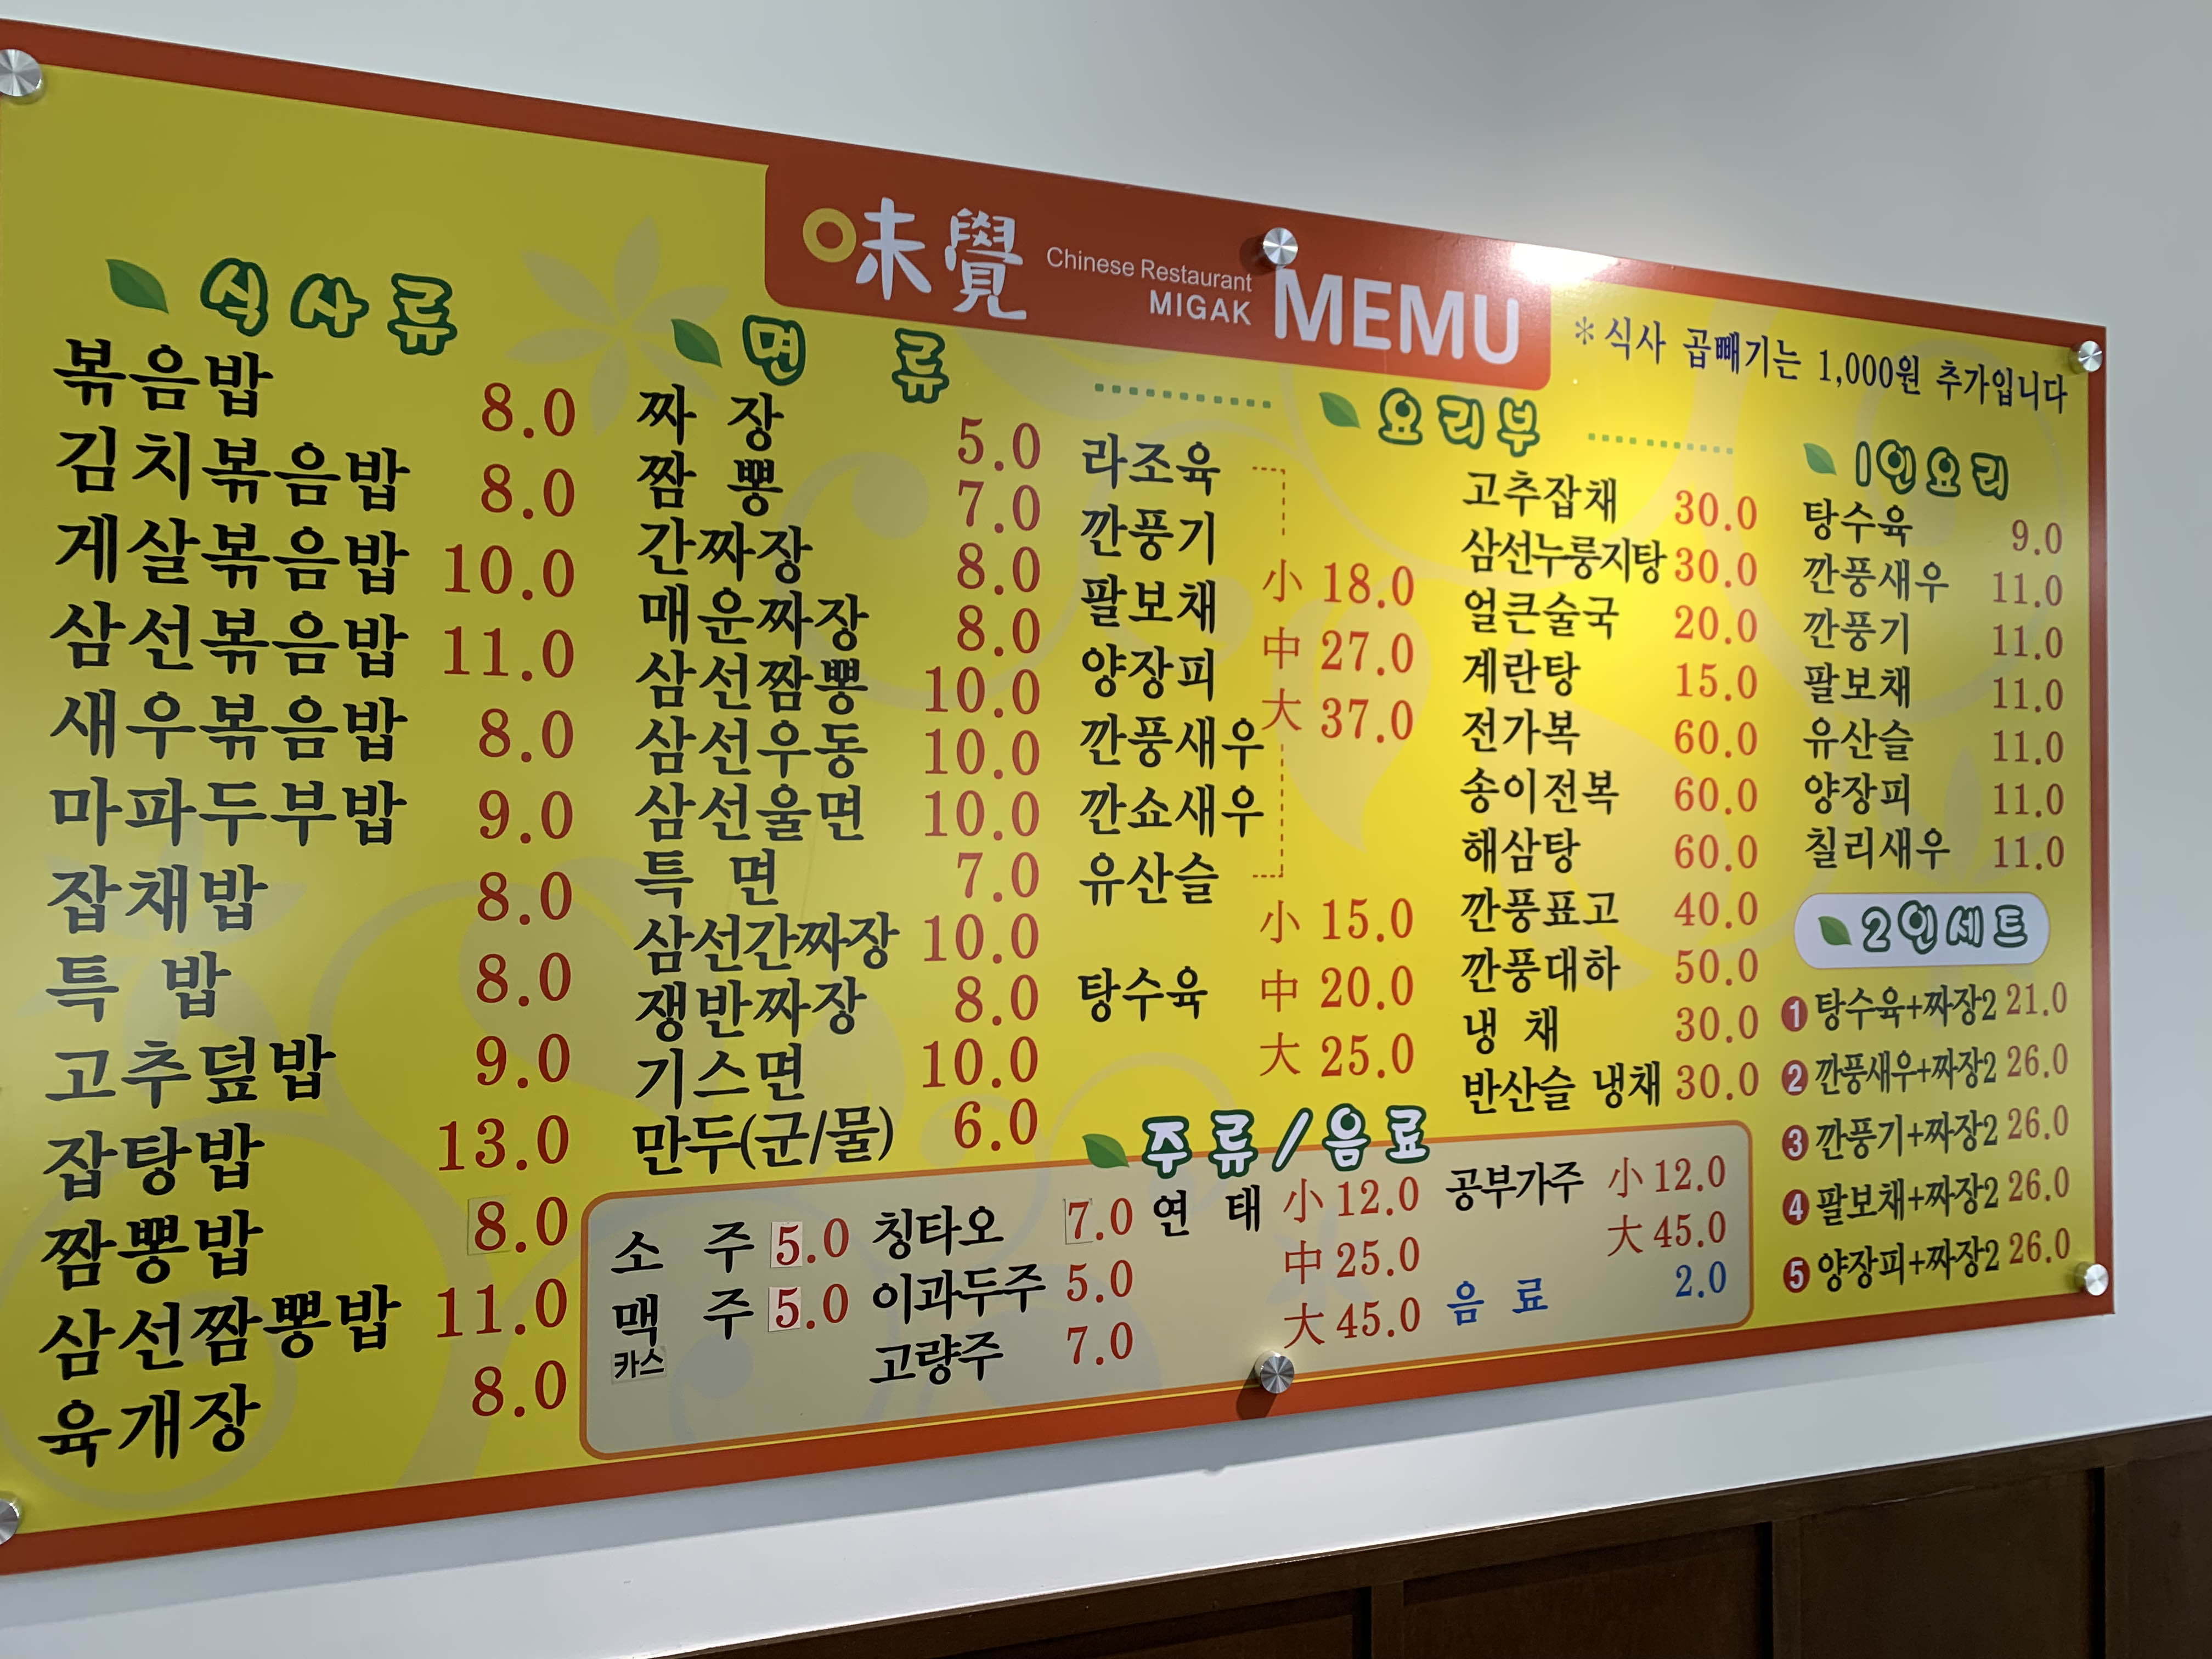 味覺 Chinese Restaurant MIGAK MEMU
*식사 곱빼기는 1,000원 추가입니다
식사류
볶음밥 8.0
김치볶음밥 8.0
게살볶음밥 10.0
삼선볶음밥 11.0
새우볶음밥 8.0
마파두부밥 9.0
잡채밥 8.0
특 밥 8.0
고추덮밥 9.0
잡탕밥 13.0
짬뽕밥 8.0
삼선짬뽕밥 11.0
육개장 8.0
면 류
짜 장 5.0
짬 뽕 7.0
간짜장 8.0
매운짜장 8.0
삼선짬뽕 10.0
삼선우동 10.0
삼선울면 10.0
특 면 7.0
삼선간짜장 10.0
쟁반짜장 8.0
기스면 10.0
만두(군/물) 6.0
요리부
라조육
깐풍기
팔보채
양장피
깐풍새우
깐쇼새우
유산슬
小 18.0
中 27.0
大 37.0
탕수육
小 15.0
中 20.0
大 25.0
고추잡채 30.0
삼선누룽지탕 30.0
얼큰술국 20.0
계란탕 15.0
전가복 60.0
송이전복 60.0
해삼탕 60.0
깐풍표고 40.0
깐풍대하 50.0
냉 채 30.0
반산슬 냉채 30.0
1인요리
탕수육 9.0
깐풍새우 11.0
깐풍기 11.0
팔보채 11.0
유산슬 11.0
양장피 11.0
칠리새우 11.0
2인세트
1 탕수육+짜장2 21.0
2 깐풍새우+짜장2 26.0
3 깐풍기+짜장2 26.0
4 팔보채+짜장2 26.0
5 양장피+짜장2 26.0
주류/음료
소 주 5.0
맥 주 5.0
카스
칭타오 7.0
이과두주 5.0
고량주 7.0
연 태 小 12.0
中 25.0
大 45.0
공부가주 小 12.0
大 45.0
음 료 2.0